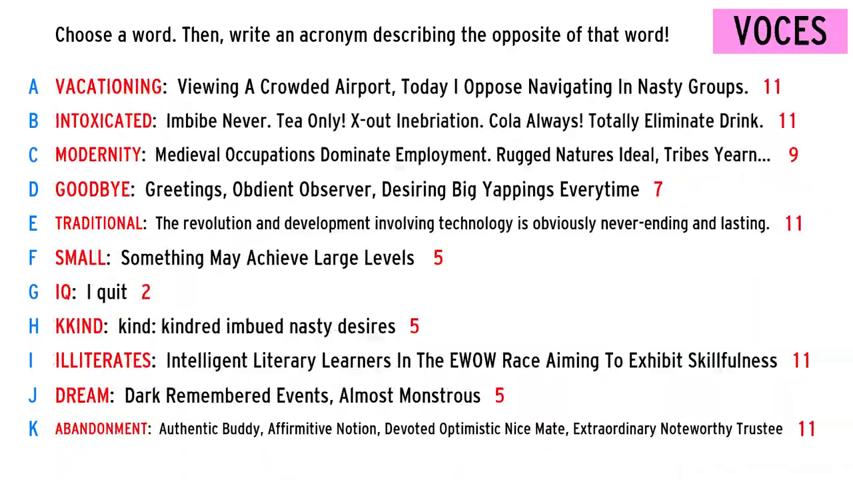 Choose a word. Then, write an acronym describing the opposite of that word!
VOCES
A VACATIONING: Viewing A Crowded Airport, Today I Oppose Navigating In Nasty Groups. 11
B INTOXICATED: Imbibe Never. Tea Only! X-out Inebriation. Cola Always! Totally Eliminate Drink. 11
C MODERNITY: Medieval Occupations Dominate Employment. Rugged Natures Ideal, Tribes Yearn... 9
D GOODBYE: Greetings, Obdient Observer, Desiring Big Yappings Everytime 7
E TRADITIONAL: The revolution and development involving technology is obviously never-ending and lasting. 11
F SMALL: Something May Achieve Large Levels 5
G IQ: I quit 2
H KKIND: kind: kindred imbued nasty desires 5
I ILLITERATES: Intelligent Literary Learners In The EWOW Race Aiming To Exhibit Skillfulness 11
J DREAM: Dark Remembered Events, Almost Monstrous 5
K ABANDONMENT: Authentic Buddy, Affirmitive Notion, Devoted Optimistic Nice Mate, Extraordinary Noteworthy Trustee 11